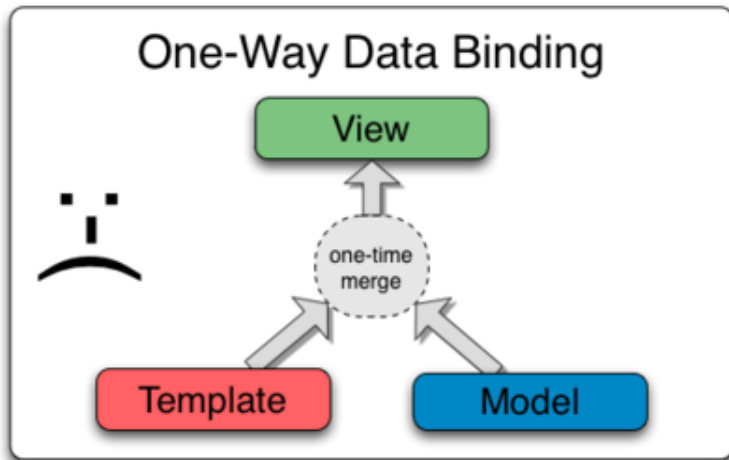 One-Way Data Binding
View
one-time
merge
Template
Model